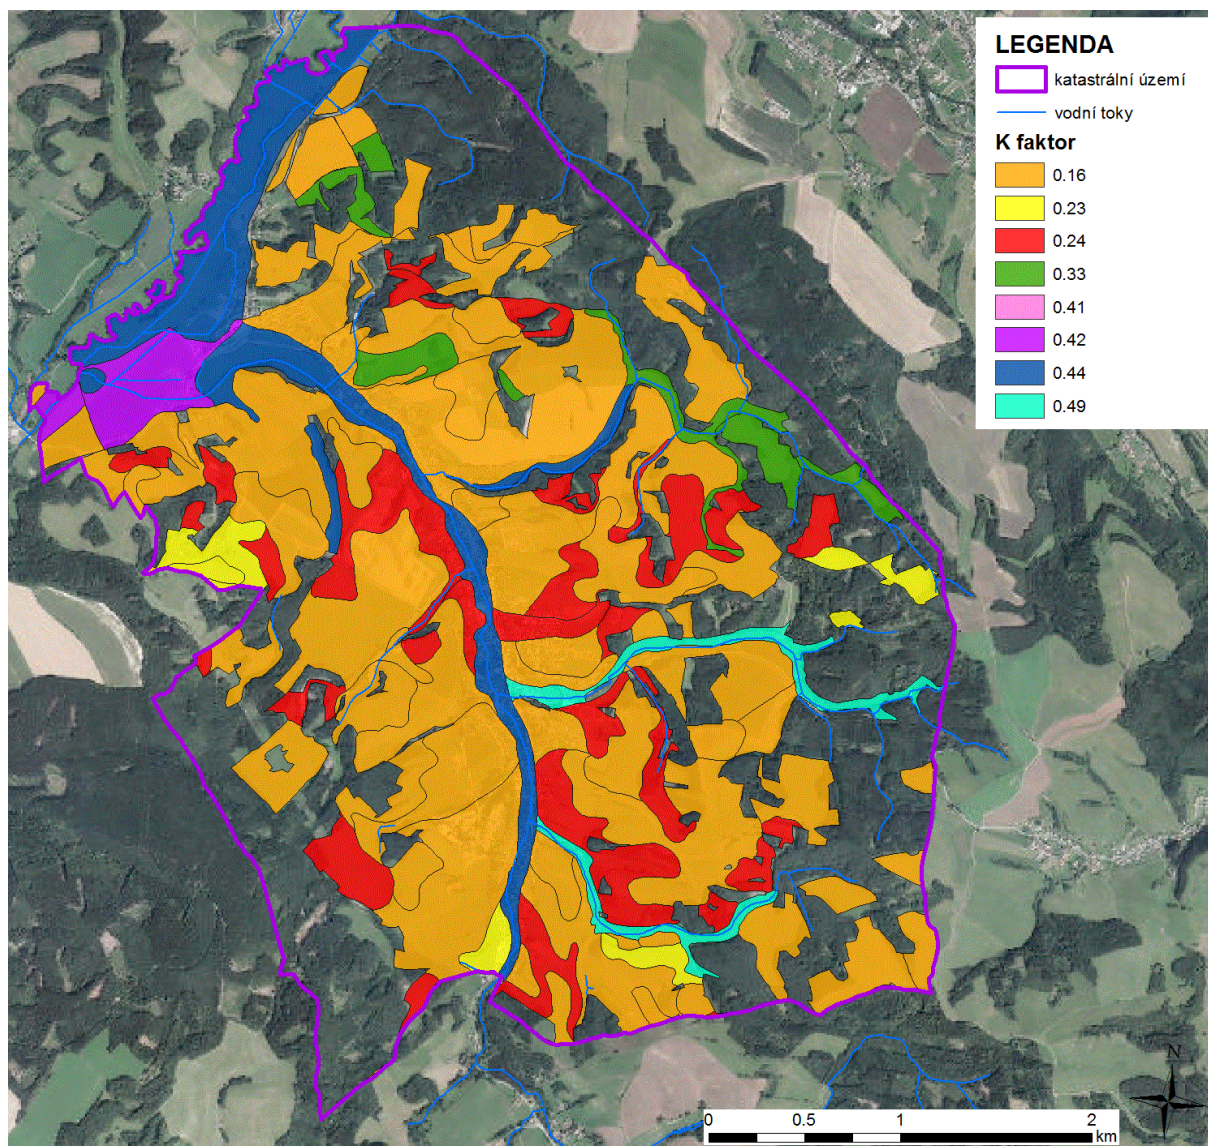 LEGENDA
katastrální území
vodní toky
K faktor
0.16
0.23
0.24
0.33
0.41
0.42
0.44
0.49
N
0 0.5 1 2
km